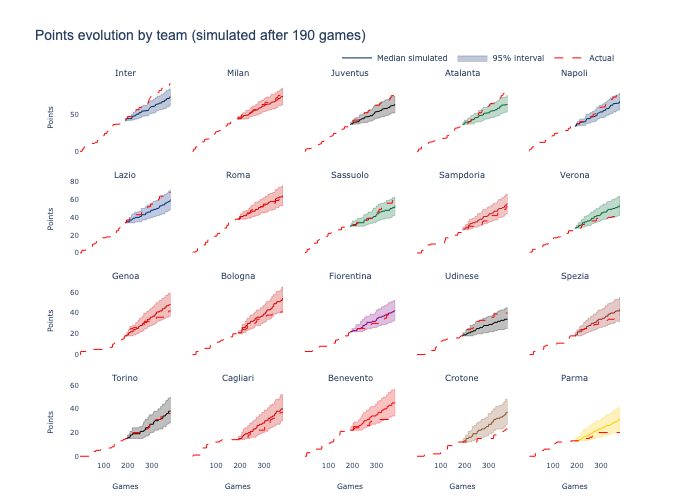 Points evolution by team (simulated after 190 games)
Median simulated 95% interval Actual
Inter Milan Juventus Atalanta Napoli
50
0
Points
Lazio Roma Sassuolo Sampdoria Verona
80
60
40
20
0
Points
Genoa Bologna Fiorentina Udinese Spezia
60
40
20
0
Points
Torino Cagliari Benevento Crotone Parma
60
40
20
0
Points
100 200 300 100 200 300 100 200 300 100 200 300 100 200 300
Games Games Games Games Games